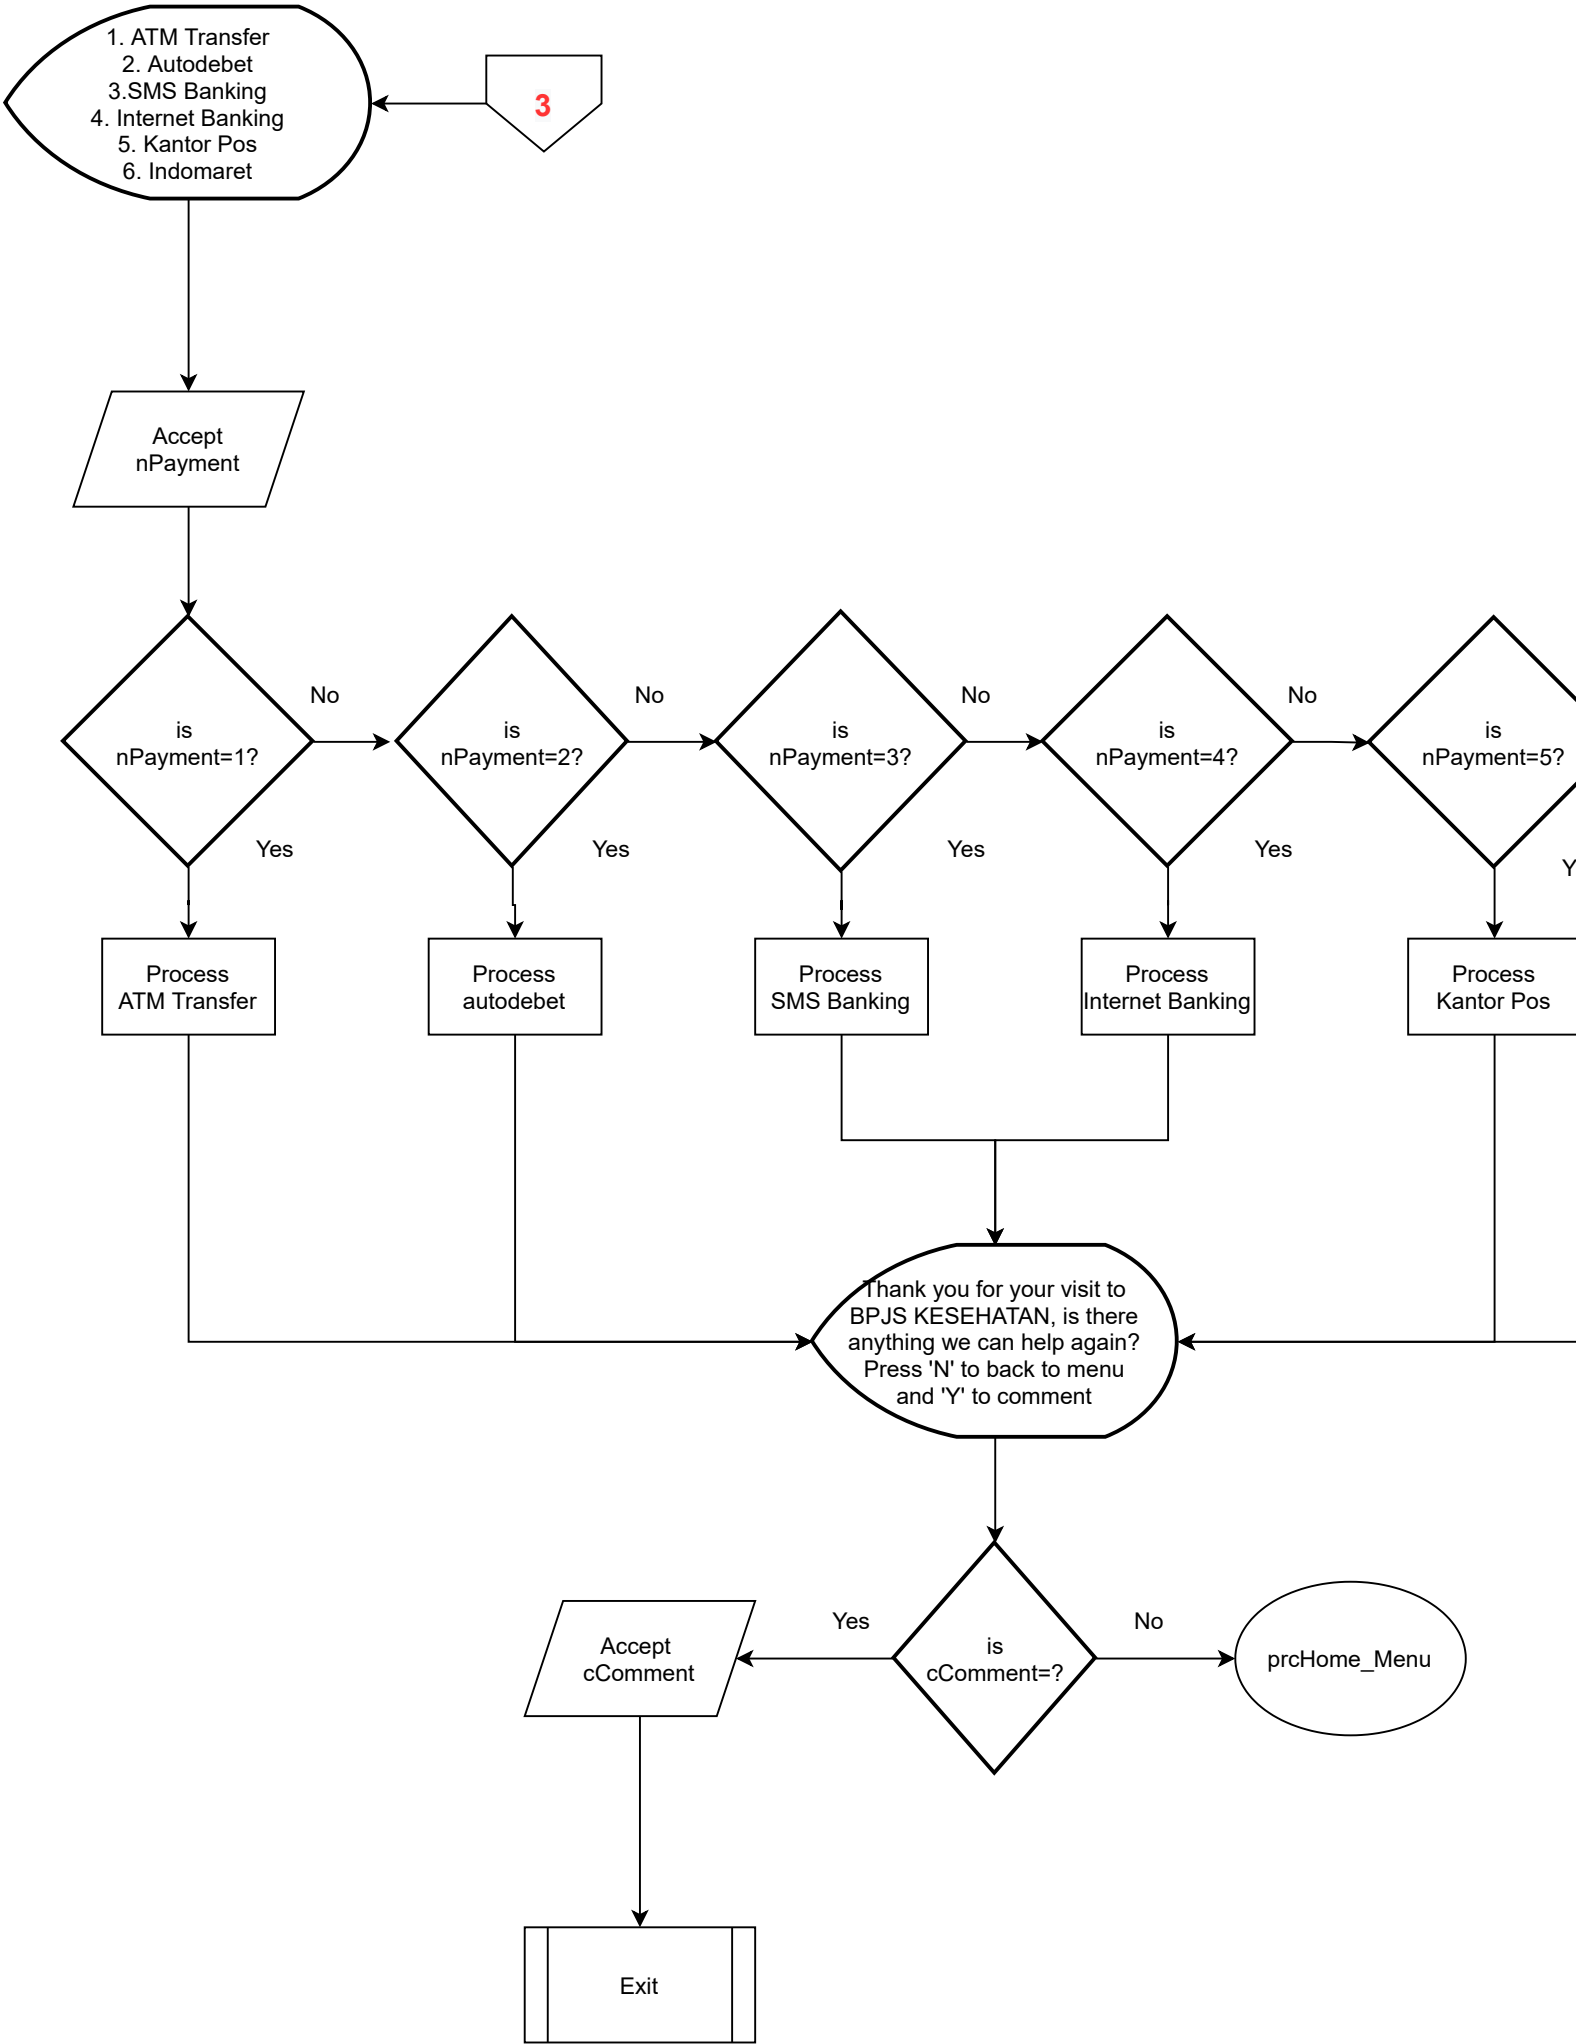 1. ATM Transfer
2. Autodebet
3.SMS Banking
4. Internet Banking
5. Kantor Pos
6. Indomaret
3
Accept
nPayment
is
nPayment=1?
No
Yes
is
nPayment=2?
No
Yes
is
nPayment=3?
No
Yes
is
nPayment=4?
No
Yes
is
nPayment=5?
Y
Process
ATM Transfer
Process
autodebet
Process
SMS Banking
Process
Internet Banking
Process
Kantor Pos
Thank you for your visit to
BPJS KESEHATAN, is there
anything we can help again?
Press 'N' to back to menu
and 'Y' to comment
is
cComment=?
Yes
No
Accept
cComment
prcHome_Menu
Exit